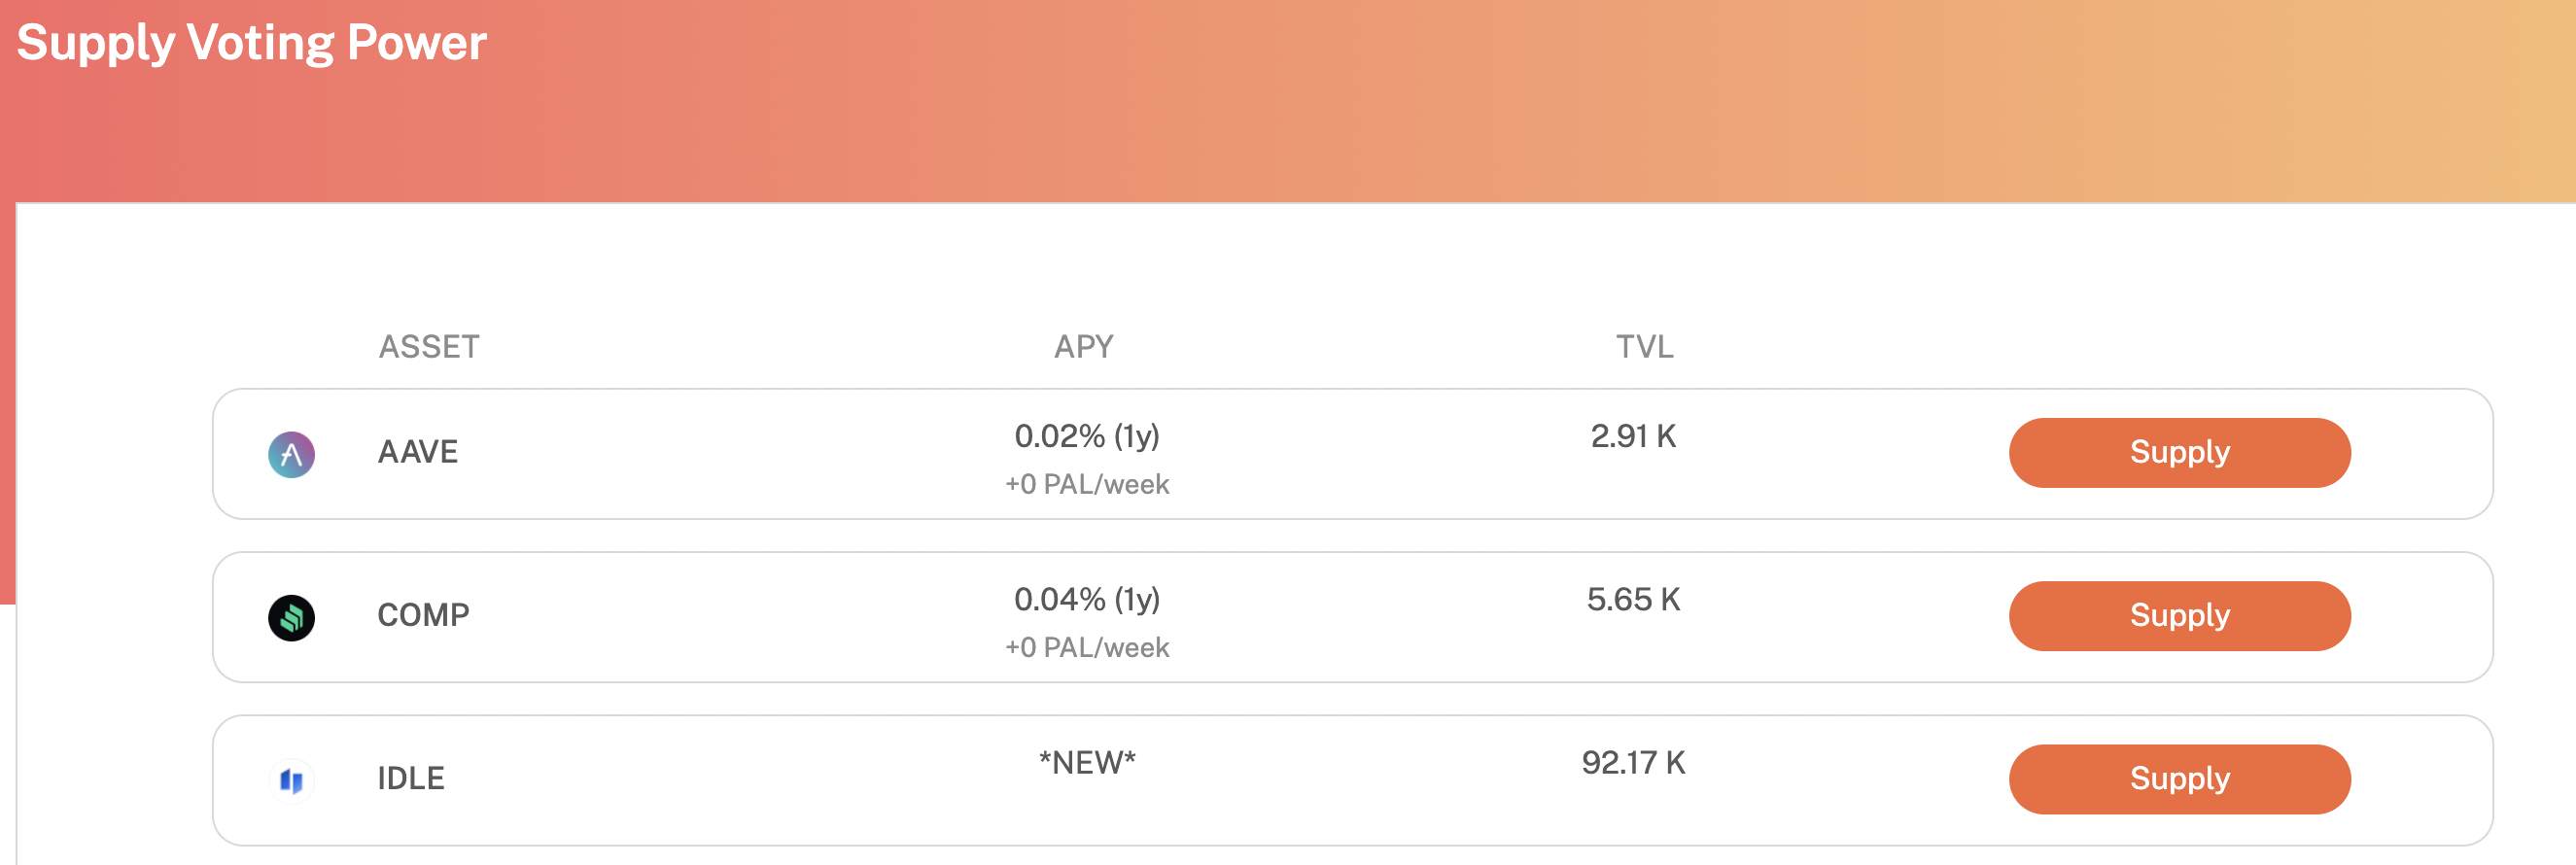 Supply Voting Power
ASSET APY TVL
AAVE 0.02% (1y) 2.91 K Supply
+0 PAL/week
COMP 0.04% (1y) 5.65 K Supply
+0 PAL/week
IDLE *NEW* 92.17 K Supply